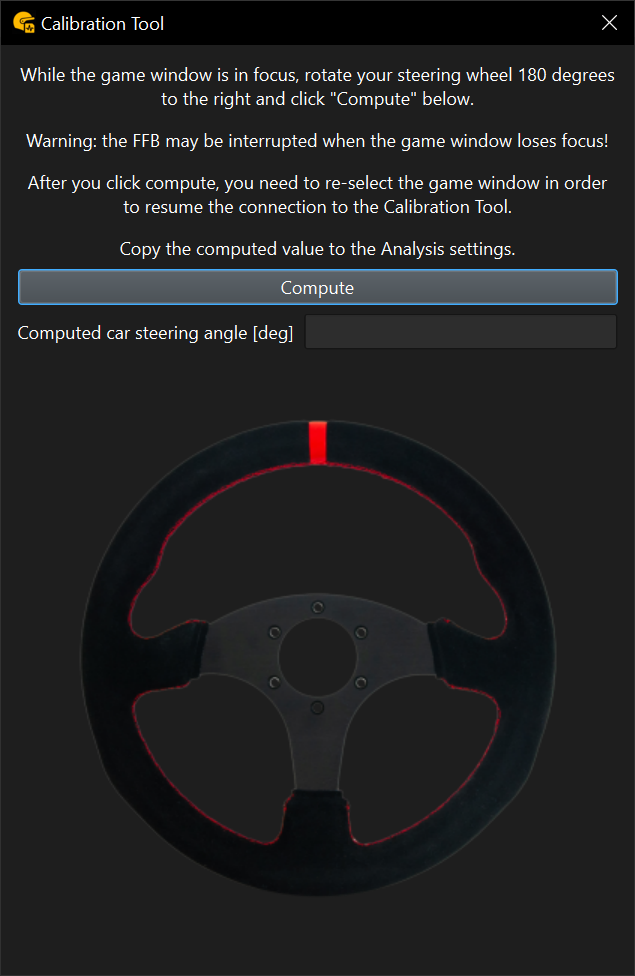 Calibration Tool
While the game window is in focus, rotate your steering wheel 180 degrees
to the right and click "Compute" below.
Warning: the FFB may be interrupted when the game window loses focus!
After you click compute, you need to re-select the game window in order
to resume the connection to the Calibration Tool.
Copy the computed value to the Analysis settings.
Compute
Computed car steering angle [deg]